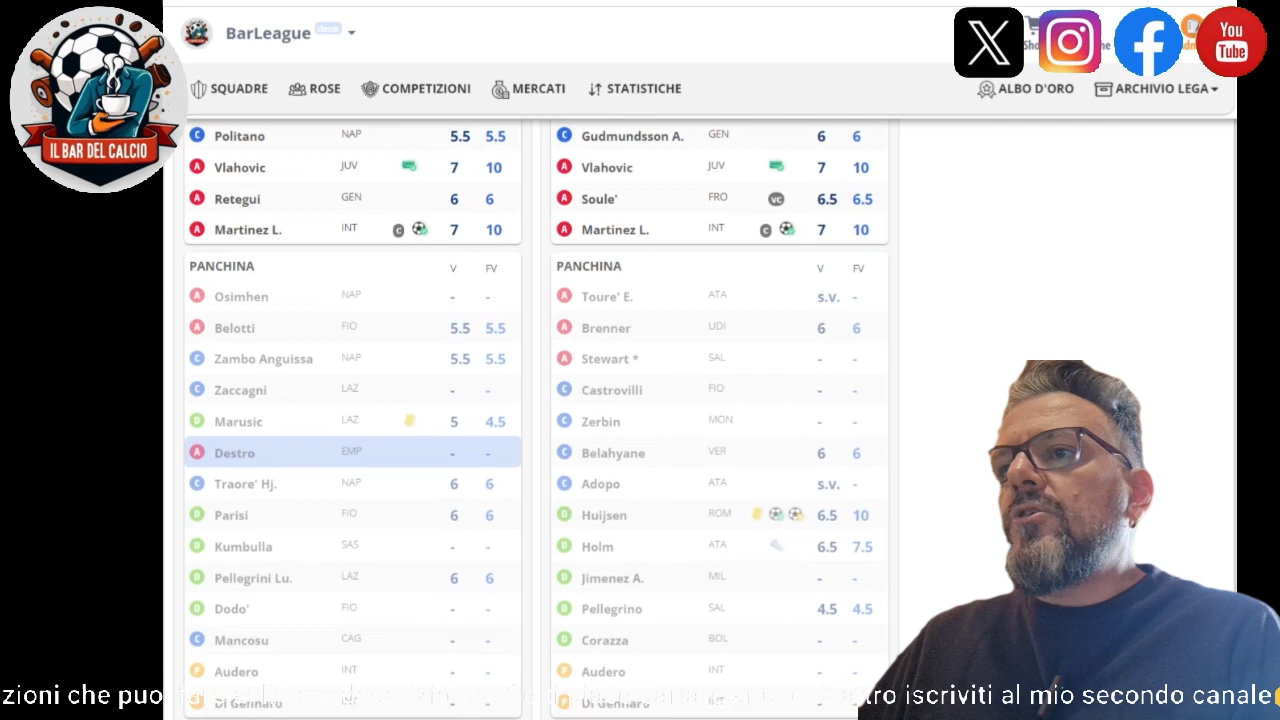 BarLeague
SQUADRE ROSE COMPETIZIONI MERCATI STATISTICHE ALBO D'ORO ARCHIVIO LEGA
IL BAR DEL CALCIO
You
Tube
C Politano NAP 5.5 5.5
A Vlahovic JUV 7 10
A Retegui GEN 6 6
A Martinez L. INT C 7 10
PANCHINA V FV
A Osimhen NAP - -
A Belotti FIO 5.5 5.5
C Zambo Anguissa NAP 5.5 5.5
C Zaccagni LAZ - -
D Marusic LAZ 5 4.5
A Destro EMP - -
C Traore' Hj. NAP 6 6
D Parisi FIO 6 6
D Kumbulla SAS - -
D Pellegrini Lu. LAZ 6 6
D Dodo' FIO - -
C Mancosu CAG - -
P Audero INT - -
Di Gennaro
C Gudmundsson A. GEN 6 6
A Vlahovic JUV 7 10
A Soule' FRO VC 6.5 6.5
A Martinez L. INT C 7 10
PANCHINA V FV
A Toure' E. ATA s.v. -
A Brenner UDI 6 6
A Stewart * SAL - -
C Castrovilli FIO - -
C Zerbin MON - -
C Belahyane VER 6 6
C Adopo ATA s.v. -
D Huijsen ROM 6.5 10
D Holm ATA 6.5 7.5
D Jimenez A. MIL - -
D Pellegrino SAL 4.5 4.5
D Corazza BOL - -
P Audero INT - -
Di Gennaro
zioni che puo iscriviti al mio secondo canale